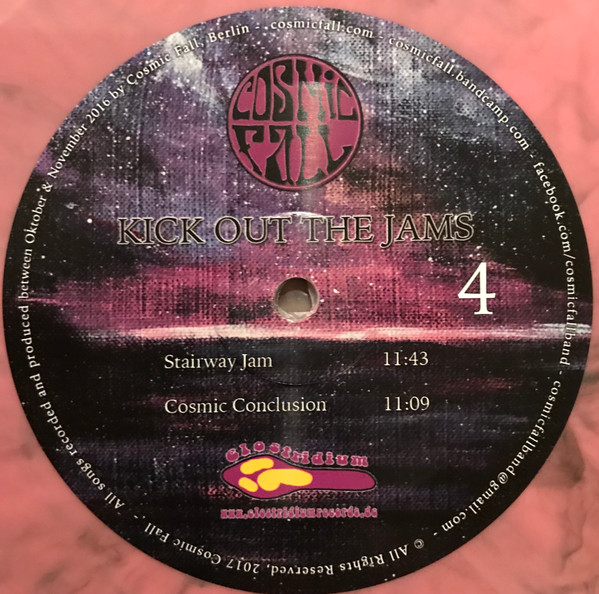 All songs recorded and produced between Oktober & November 2016 by Cosmic Fall, Berlin - cosmicfall.com - cosmicfall.bandcamp.com - facebook.com/cosmicfallband cosmicfallband@gmail.com - © All Rights Reserved, 2017 Cosmic Fall -
COSMiC
FALL
KICK OUT THE JAMS
4
Stairway Jam 11:43
Cosmic Conclusion 11:09
Clostridium
www.clostridiumrecords.de